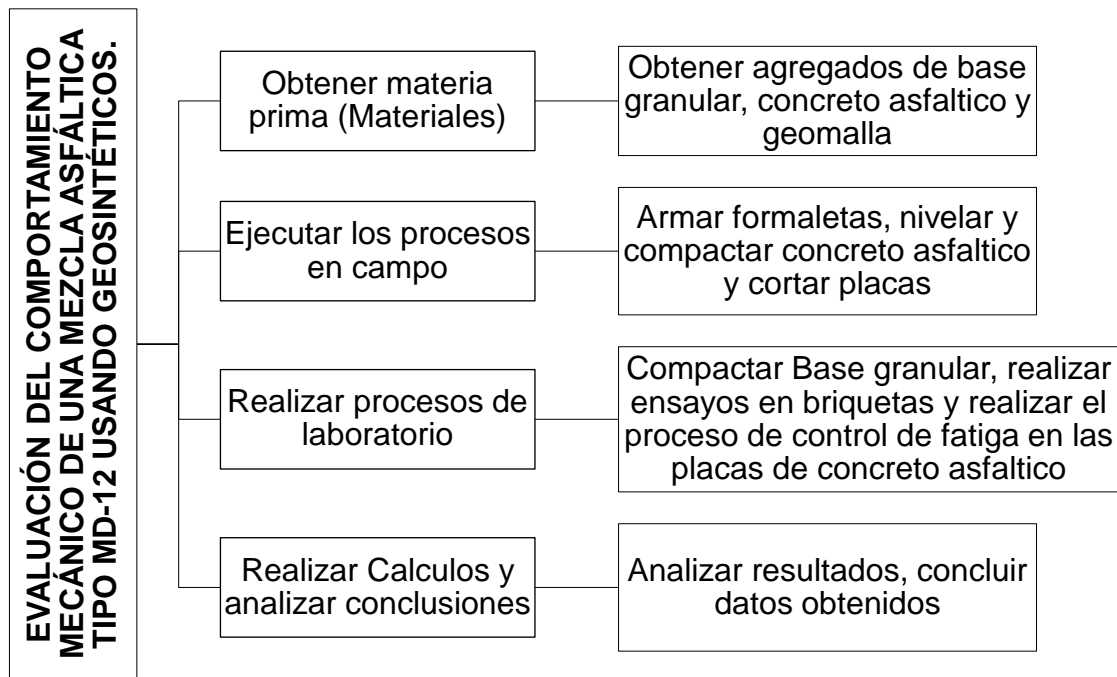 EVALUACIÓN DEL COMPORTAMIENTO
MECÁNICO DE UNA MEZCLA ASFÁLTICA
TIPO MD-12 USANDO GEOSINTÉTICOS.
Obtener materia
prima (Materiales)
Obtener agregados de base
granular, concreto asfaltico y
geomalla
Ejecutar los procesos
en campo
Armar formaletas, nivelar y
compactar concreto asfaltico
y cortar placas
Realizar procesos de
laboratorio
Compactar Base granular, realizar
ensayos en briquetas y realizar el
proceso de control de fatiga en las
placas de concreto asfaltico
Realizar Calculos y
analizar conclusiones
Analizar resultados, concluir
datos obtenidos